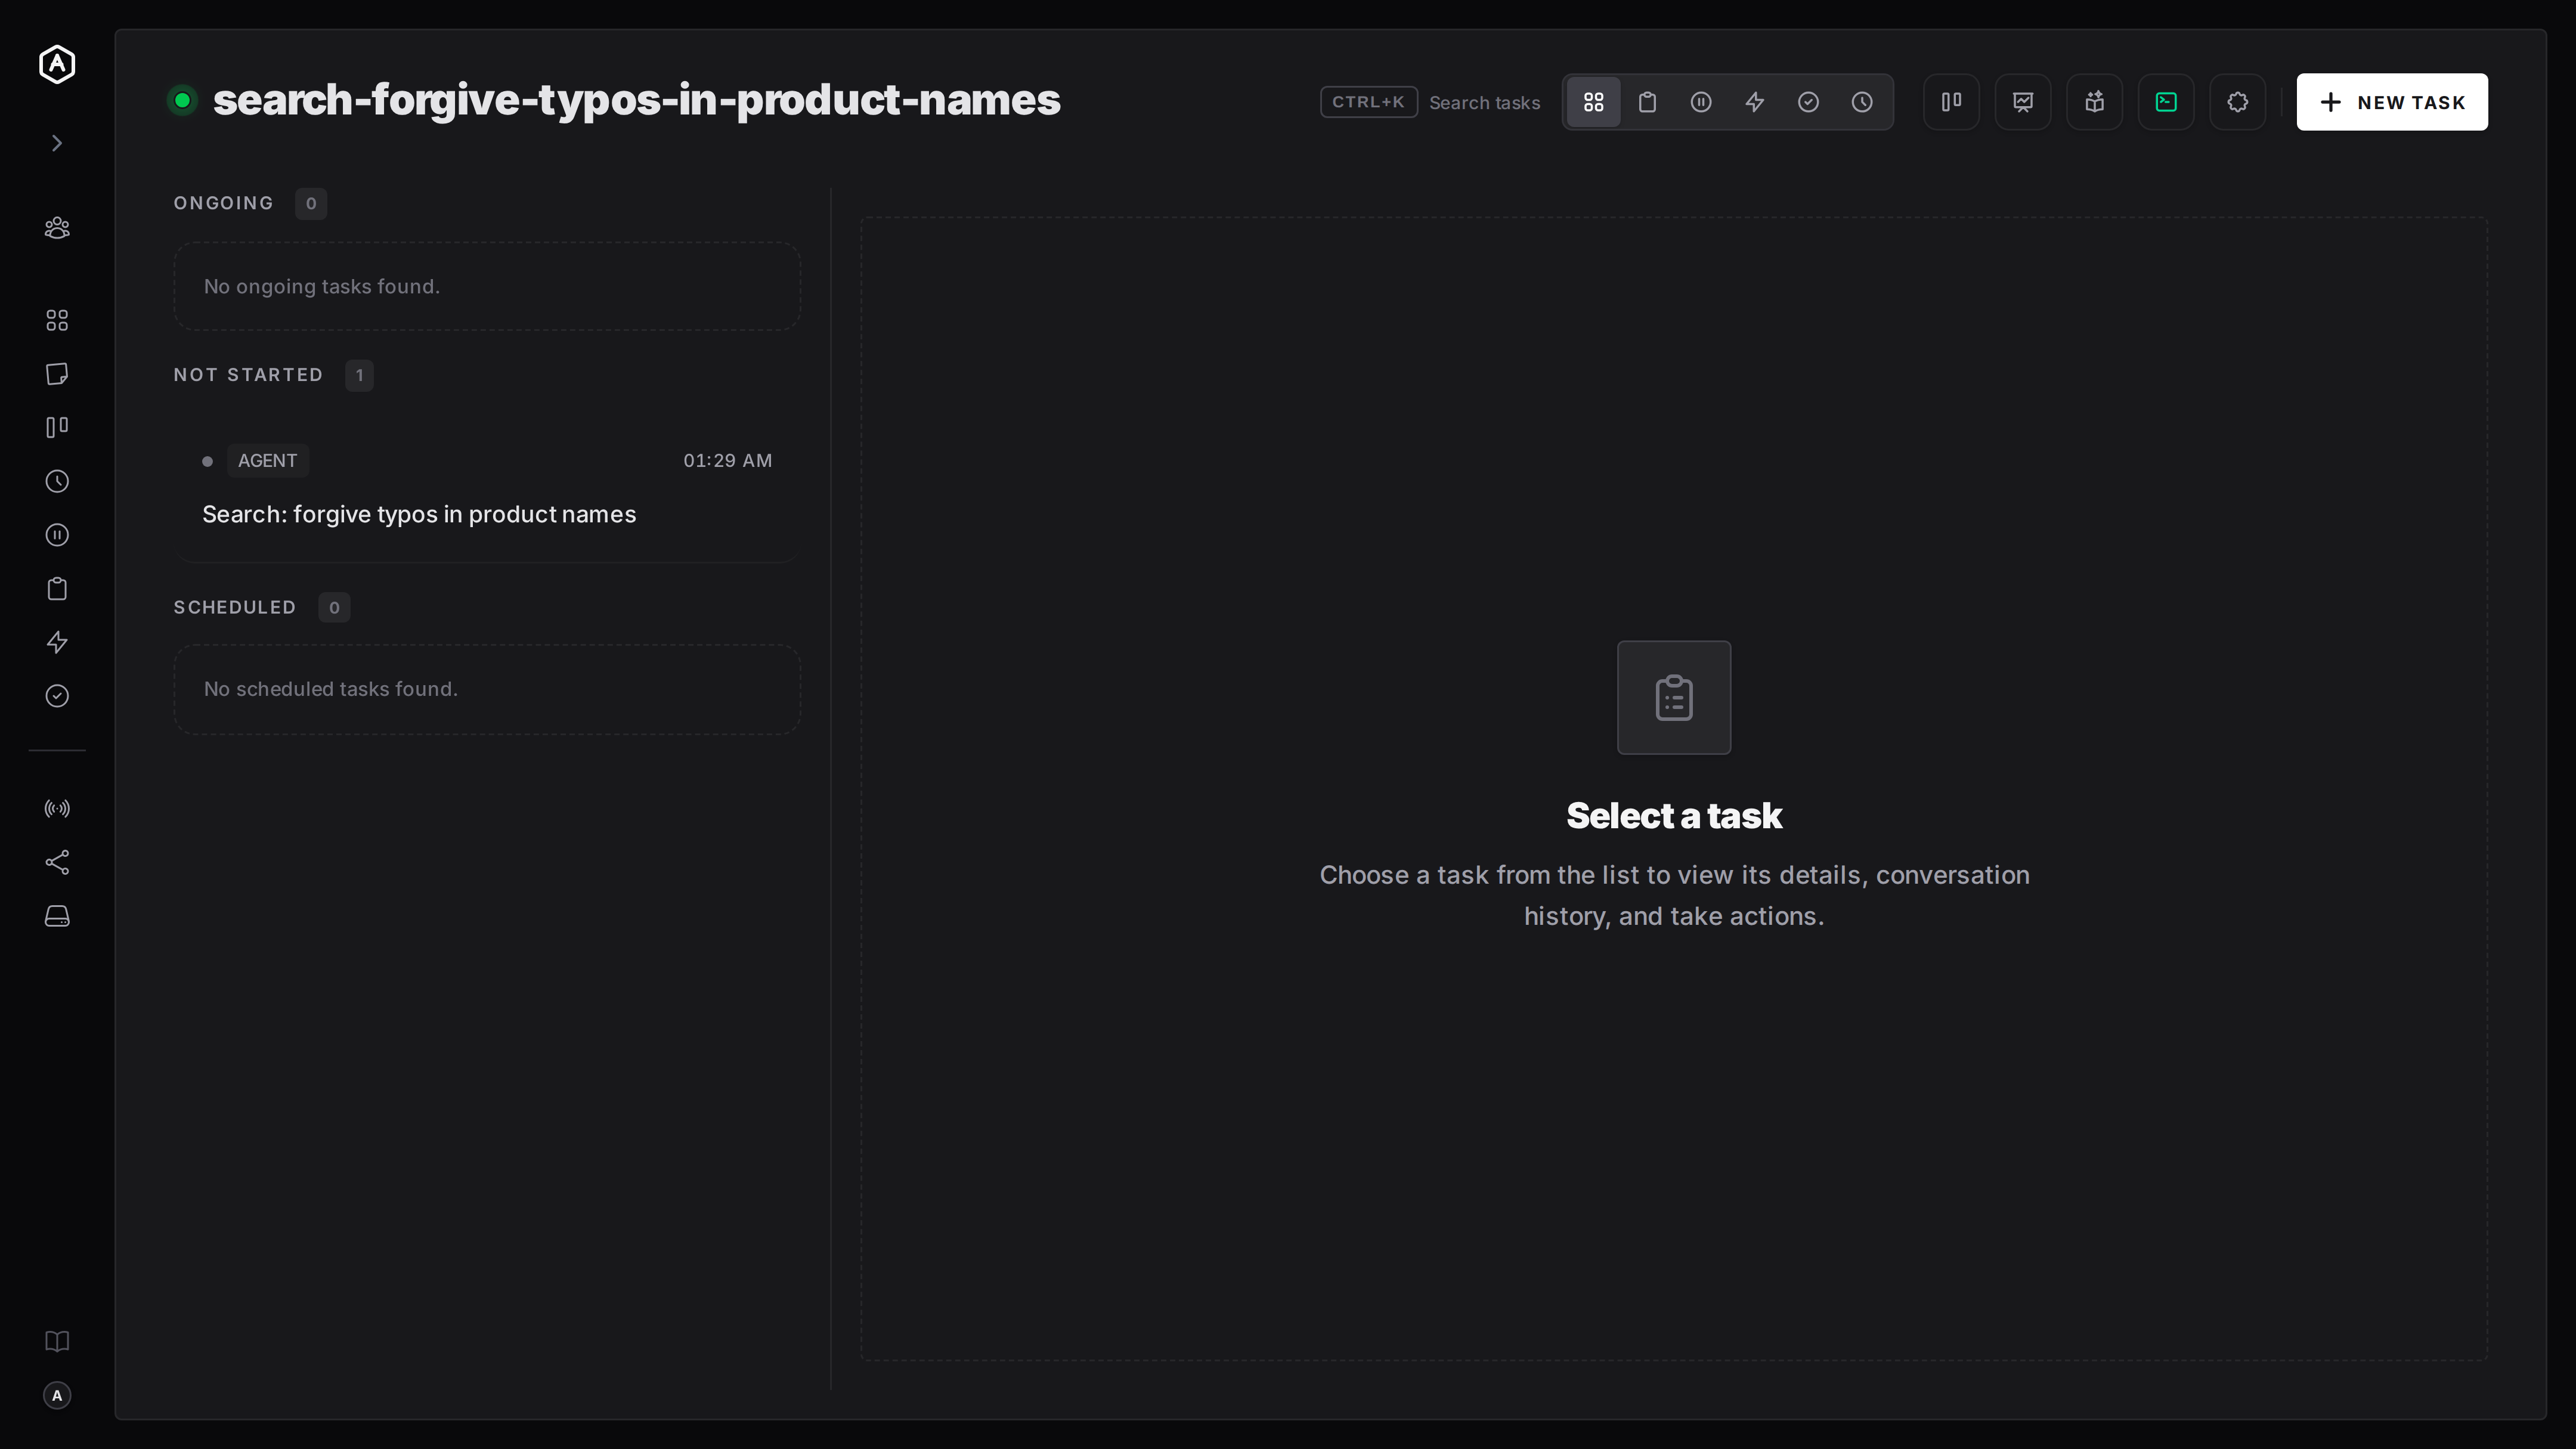 A
search-forgive-typos-in-product-names
CTRL+K Search tasks
NEW TASK
ONGOING 0
No ongoing tasks found.
NOT STARTED 1
AGENT 01:29 AM
Search: forgive typos in product names
SCHEDULED 0
No scheduled tasks found.
Select a task
Choose a task from the list to view its details, conversation
history, and take actions.
A